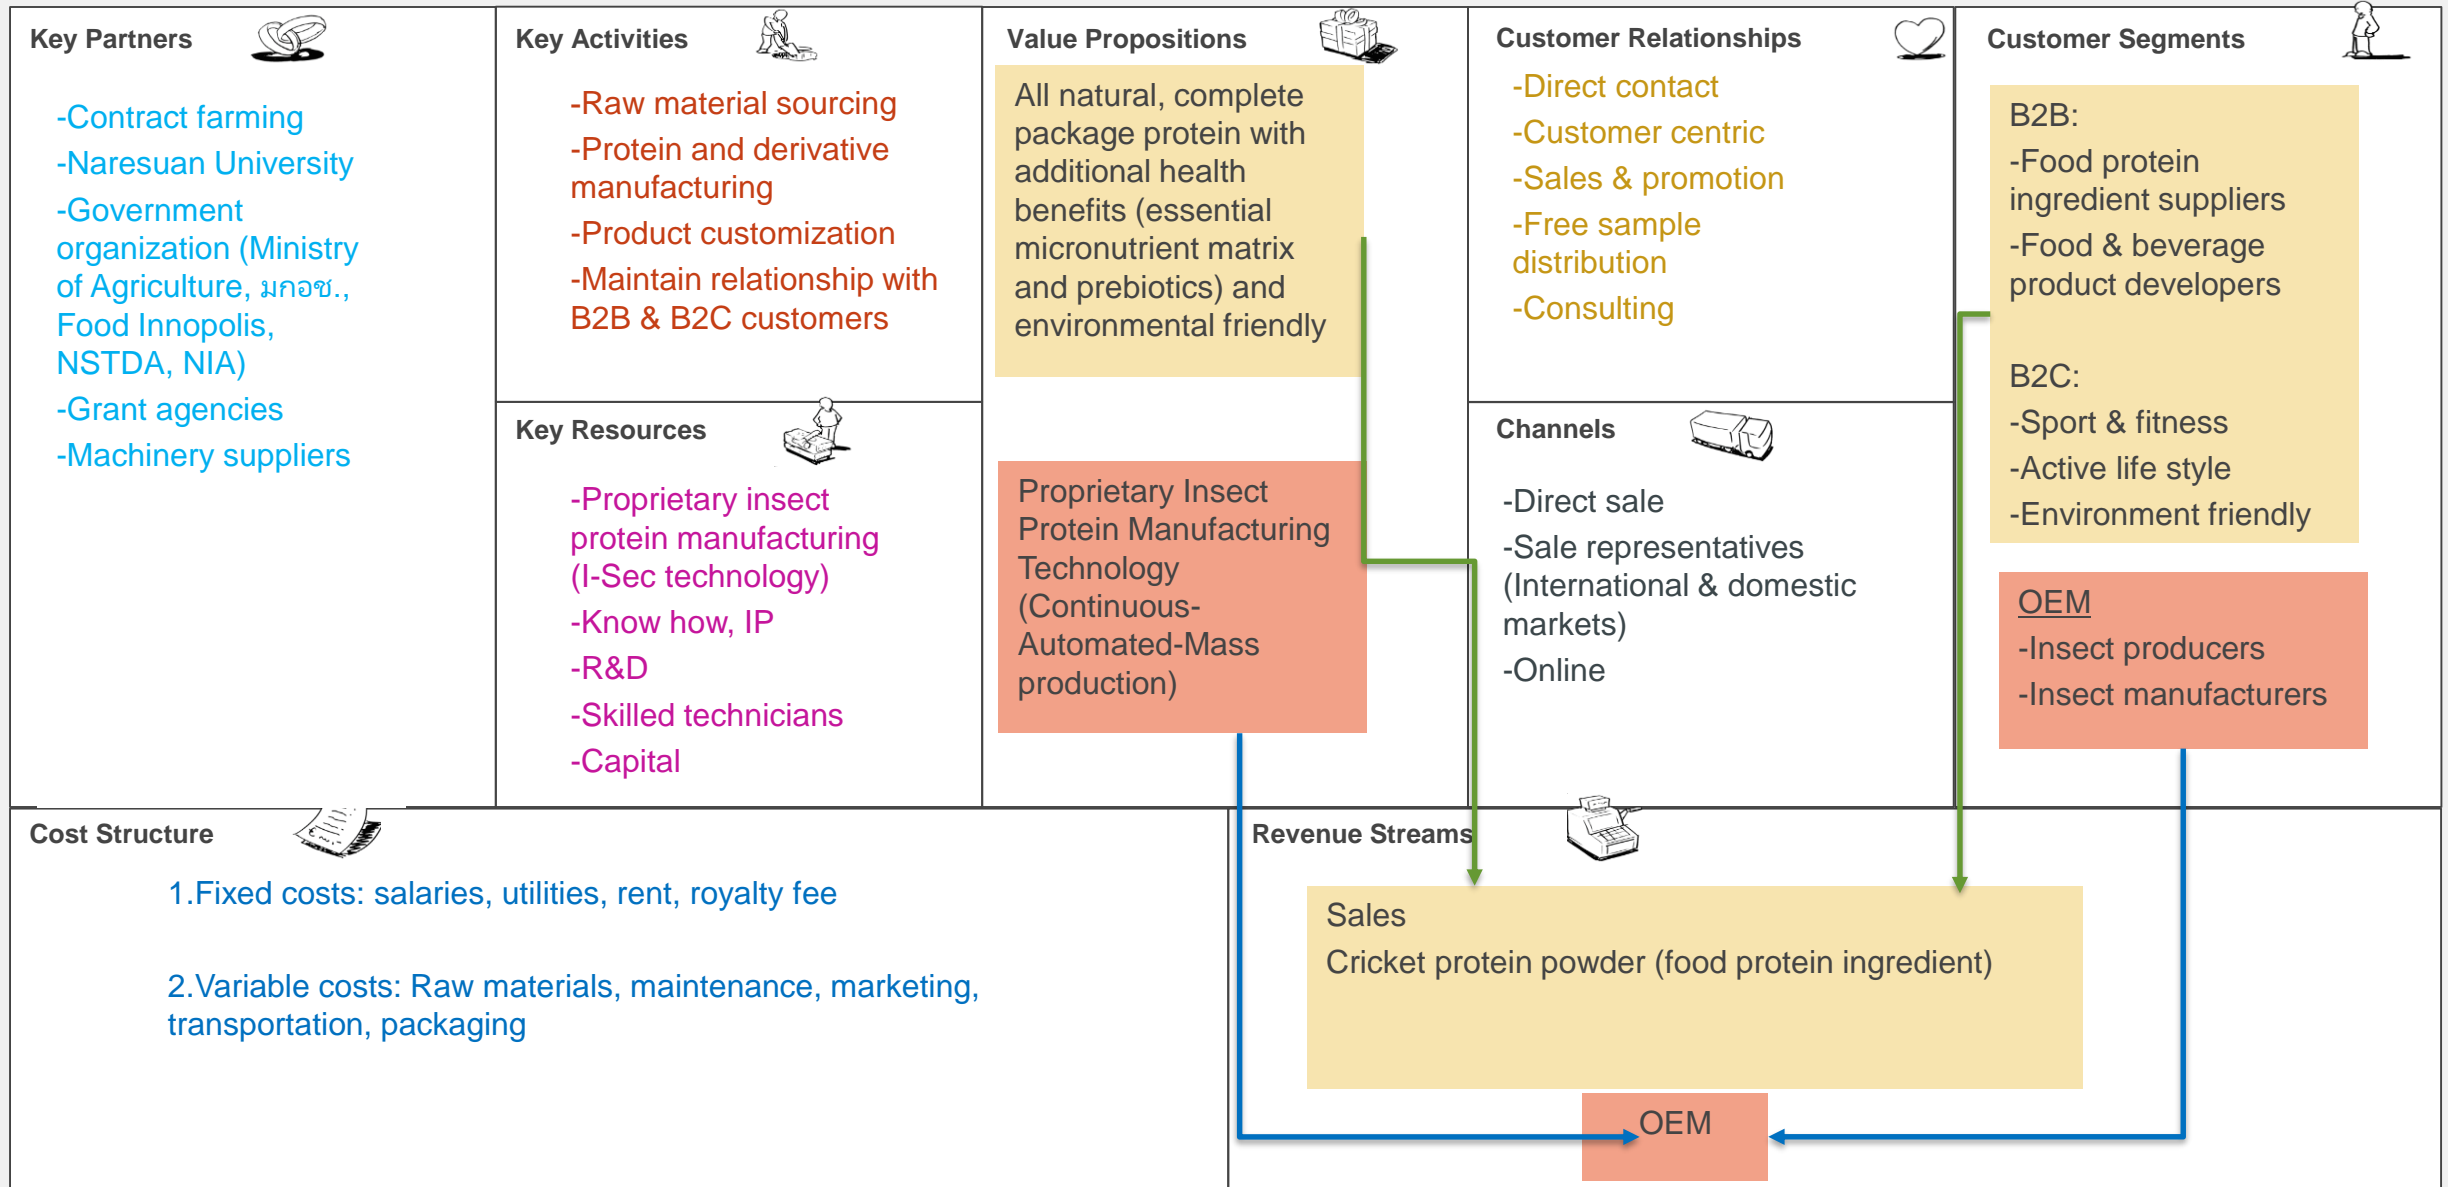 Key Partners
-Contract farming
-Naresuan University
-Government
organization (Ministry
of Agriculture, มกอช.,
Food Innopolis,
NSTDA, NIA)
-Grant agencies
-Machinery suppliers
Key Activities
-Raw material sourcing
-Protein and derivative
manufacturing
-Product customization
-Maintain relationship with
B2B & B2C customers
Key Resources
-Proprietary insect
protein manufacturing
(I-Sec technology)
-Know how, IP
-R&D
-Skilled technicians
-Capital
Value Propositions
All natural, complete
package protein with
additional health
benefits (essential
micronutrient matrix
and prebiotics) and
environmental friendly
Proprietary Insect
Protein Manufacturing
Technology
(Continuous-
Automated-Mass
production)
Customer Relationships
-Direct contact
-Customer centric
-Sales & promotion
-Free sample
distribution
-Consulting
Channels
-Direct sale
-Sale representatives
(International & domestic
markets)
-Online
Customer Segments
B2B:
-Food protein
ingredient suppliers
-Food & beverage
product developers
B2C:
-Sport & fitness
-Active life style
-Environment friendly
OEM
-Insect producers
-Insect manufacturers
Cost Structure
1.Fixed costs: salaries, utilities, rent, royalty fee
2.Variable costs: Raw materials, maintenance, marketing,
transportation, packaging
Revenue Streams
Sales
Cricket protein powder (food protein ingredient)
OEM